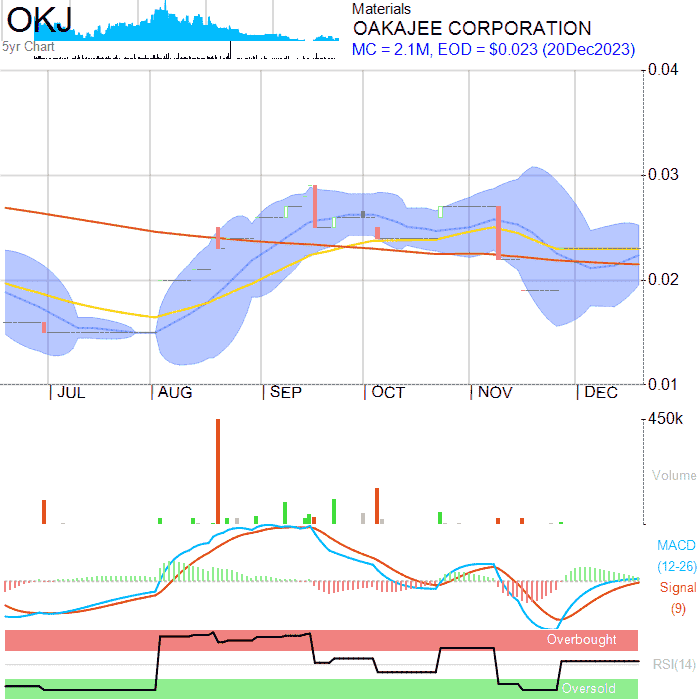 OKJ
5yr Chart
Materials
OAKAJEE CORPORATION
MC = 2.1M, EOD = $0.023 (20Dec2023)
0.04
0.03
0.02
0.01
JUL AUG SEP OCT NOV DEC
450k
Volume
MACD
(12-26)
Signal
(9)
Overbought
RSI(14)
Oversold